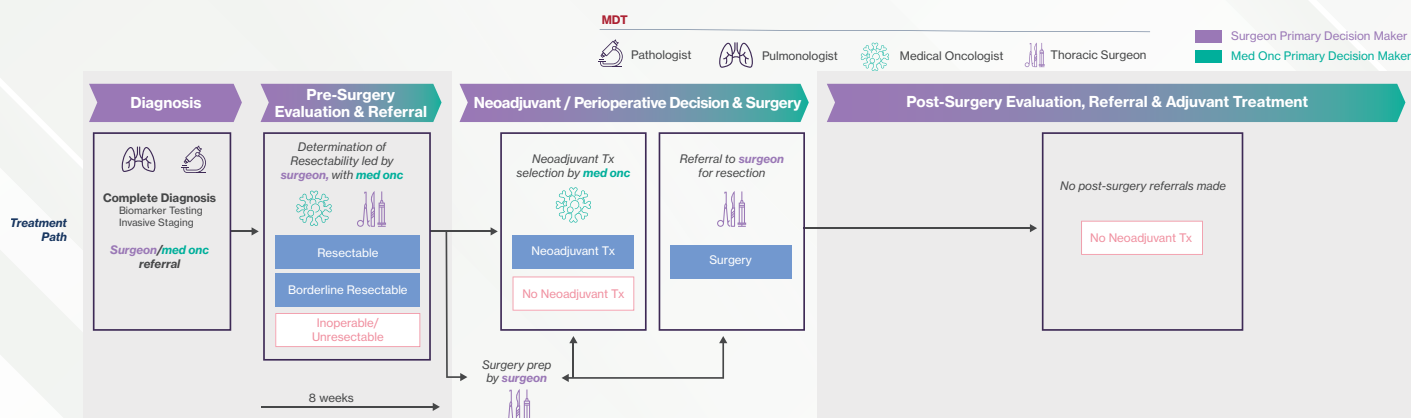 MDT
Pathologist
Pulmonologist
Medical Oncologist
Thoracic Surgeon
Surgeon Primary Decision Maker
Med Onc Primary Decision Maker
Diagnosis
Pre-Surgery
Evaluation & Referral
Neoadjuvant / Perioperative Decision & Surgery
Post-Surgery Evaluation, Referral & Adjuvant Treatment
Treatment
Path
Complete Diagnosis
Biomarker Testing
Invasive Staging
Surgeon/med onc
referral
Determination of
Resectability led by
surgeon, with med onc
Resectable
Borderline Resectable
Inoperable/
Unresectable
8 weeks
Neoadjuvant Tx
selection by med onc
Neoadjuvant Tx
No Neoadjuvant Tx
Referral to surgeon
for resection
Surgery
Surgery prep
by surgeon
No post-surgery referrals made
No Neoadjuvant Tx